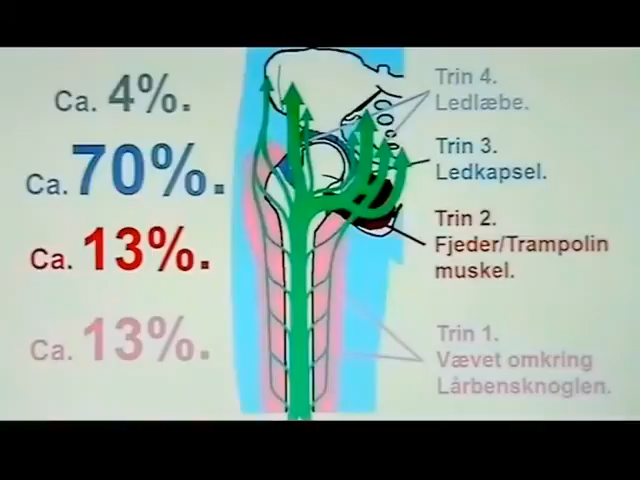 Ca. 4%.
Trin 4.
Ledlæbe.
Ca. 70%.
Trin 3.
Ledkapsel.
Ca. 13%.
Trin 2.
Fjeder/Trampolin
muskel.
Ca. 13%.
Trin 1.
Vævet omkring
Lårbensknoglen.